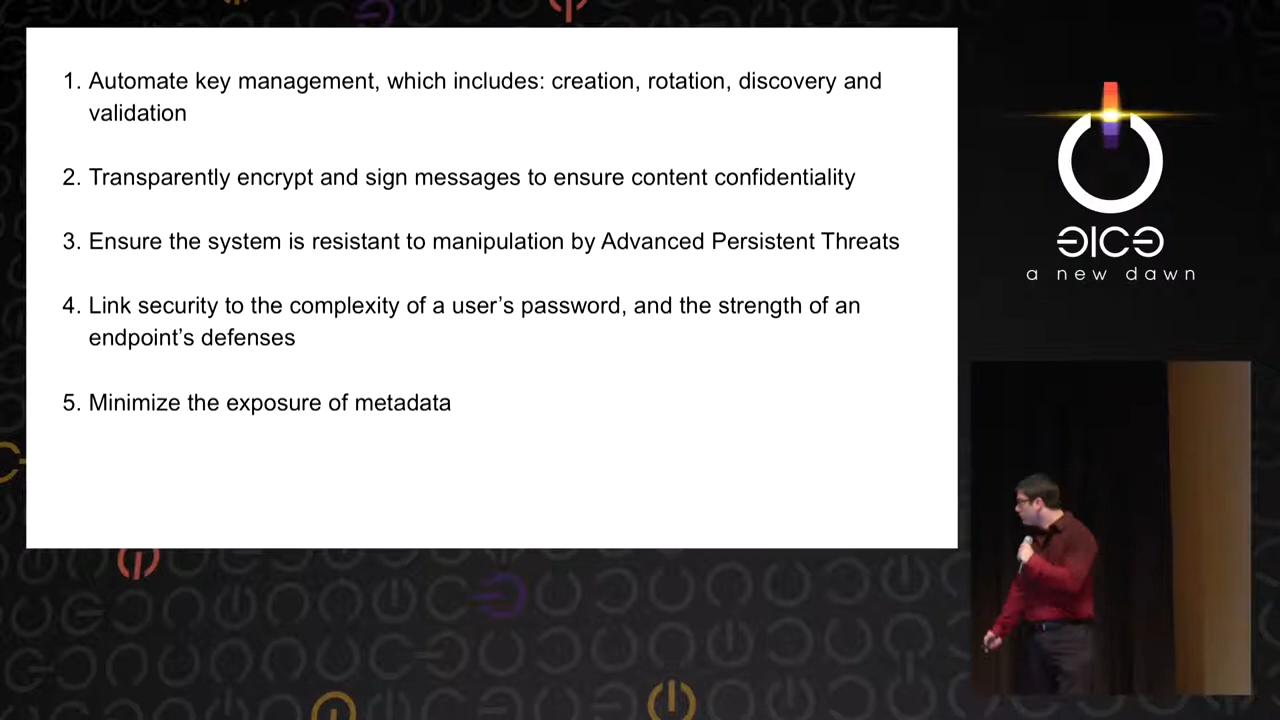 1. Automate key management, which includes: creation, rotation, discovery and
validation
2. Transparently encrypt and sign messages to ensure content confidentiality
3. Ensure the system is resistant to manipulation by Advanced Persistent Threats
4. Link security to the complexity of a user’s password, and the strength of an
endpoint’s defenses
5. Minimize the exposure of metadata
a new dawn